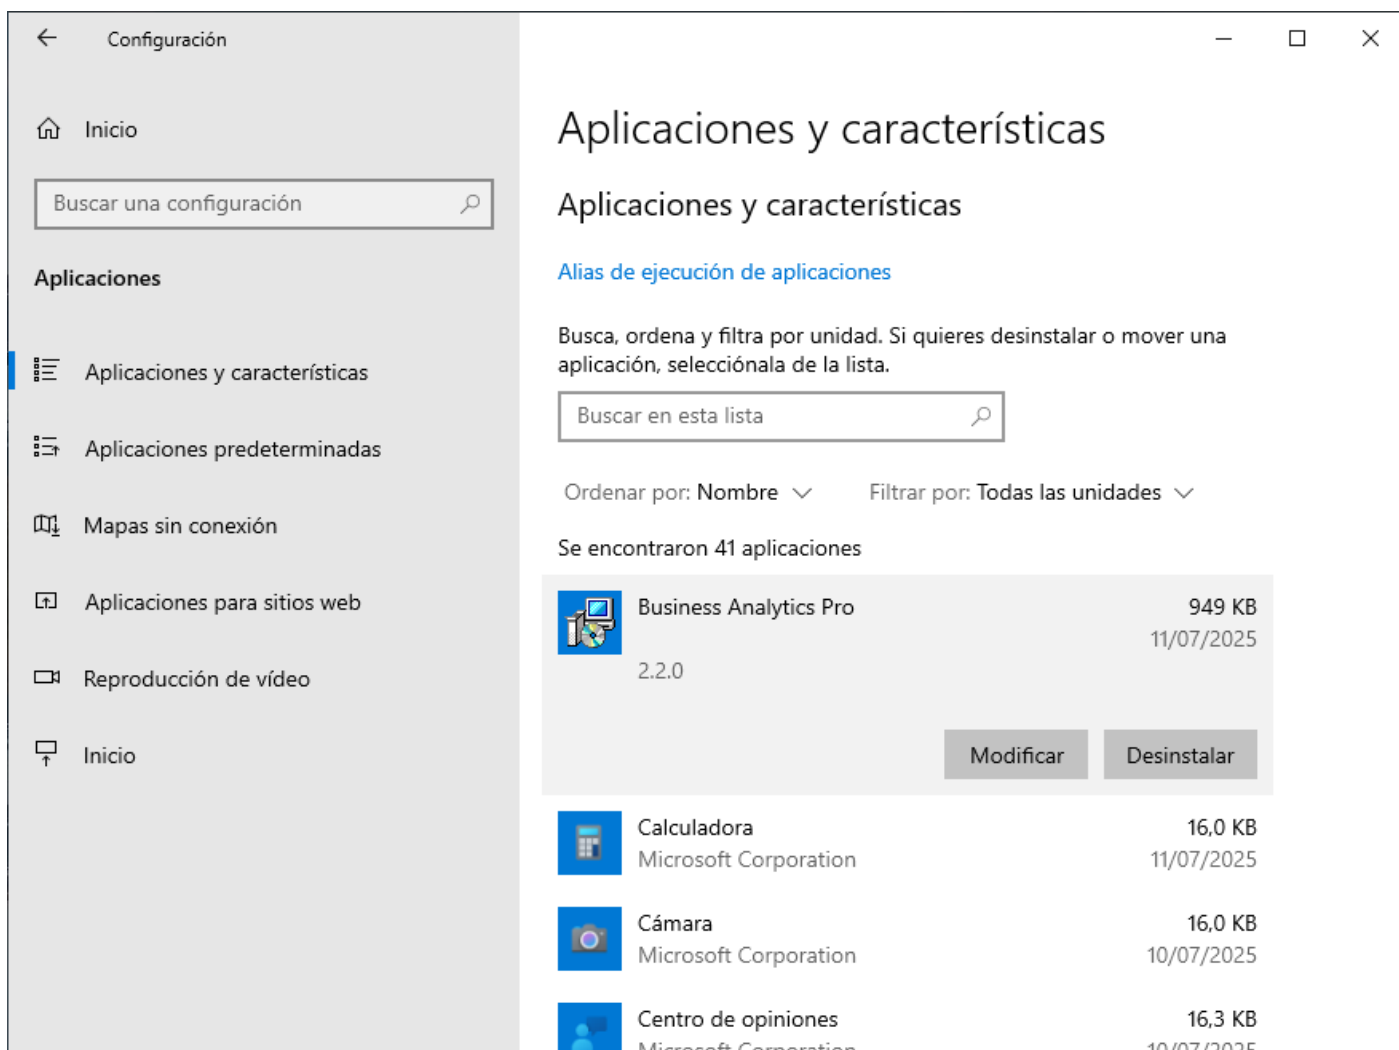 Configuración
Inicio
Buscar una configuración
Aplicaciones
Aplicaciones y características
Aplicaciones predeterminadas
Mapas sin conexión
Aplicaciones para sitios web
Reproducción de vídeo
Inicio
Aplicaciones y características
Aplicaciones y características
Alias de ejecución de aplicaciones
Busca, ordena y filtra por unidad. Si quieres desinstalar o mover una
aplicación, selecciónala de la lista.
Buscar en esta lista
Ordenar por: Nombre Filtrar por: Todas las unidades
Se encontraron 41 aplicaciones
Business Analytics Pro 949 KB
11/07/2025
2.2.0
Modificar Desinstalar
Calculadora 16,0 KB
Microsoft Corporation 11/07/2025
Cámara 16,0 KB
Microsoft Corporation 10/07/2025
Centro de opiniones 16,3 KB
Microsoft Corporation 10/07/2025